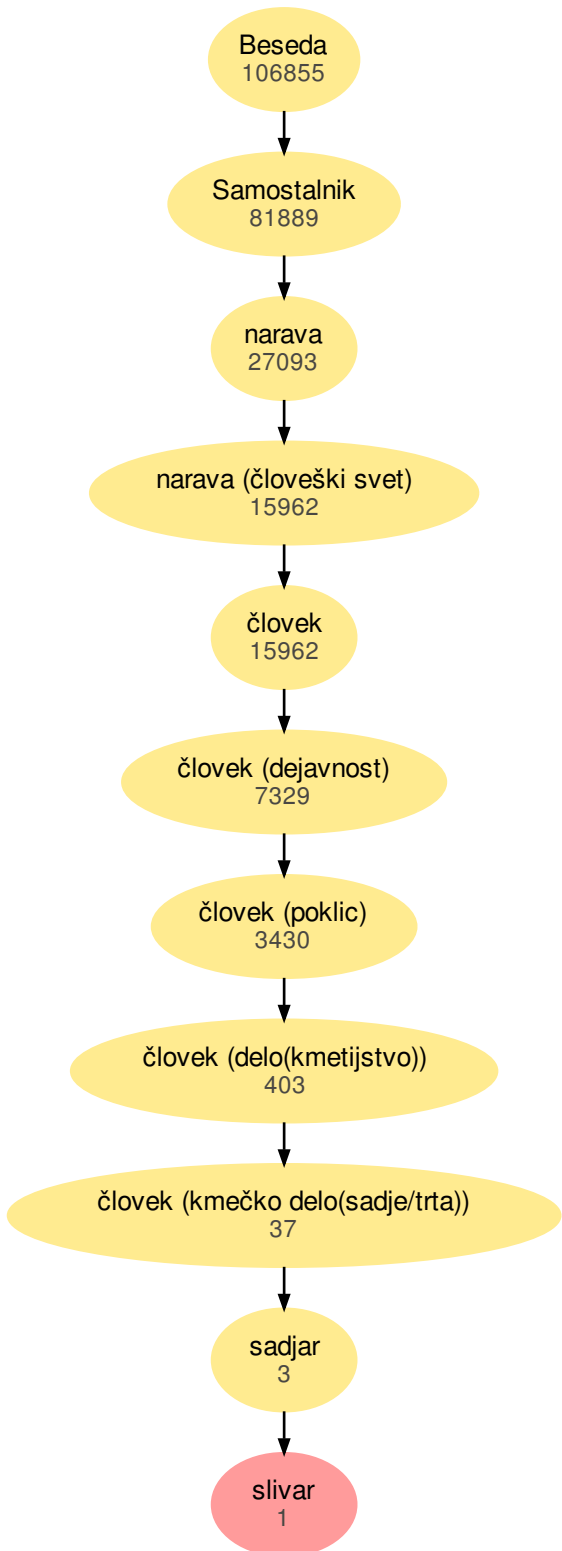 Beseda
106855
Samostalnik
81889
narava
27093
narava (človeški svet)
15962
človek
15962
človek (dejavnost)
7329
človek (poklic)
3430
človek (delo(kmetijstvo))
403
človek (kmečko delo(sadje/trta))
37
sadjar
3
slivar
1